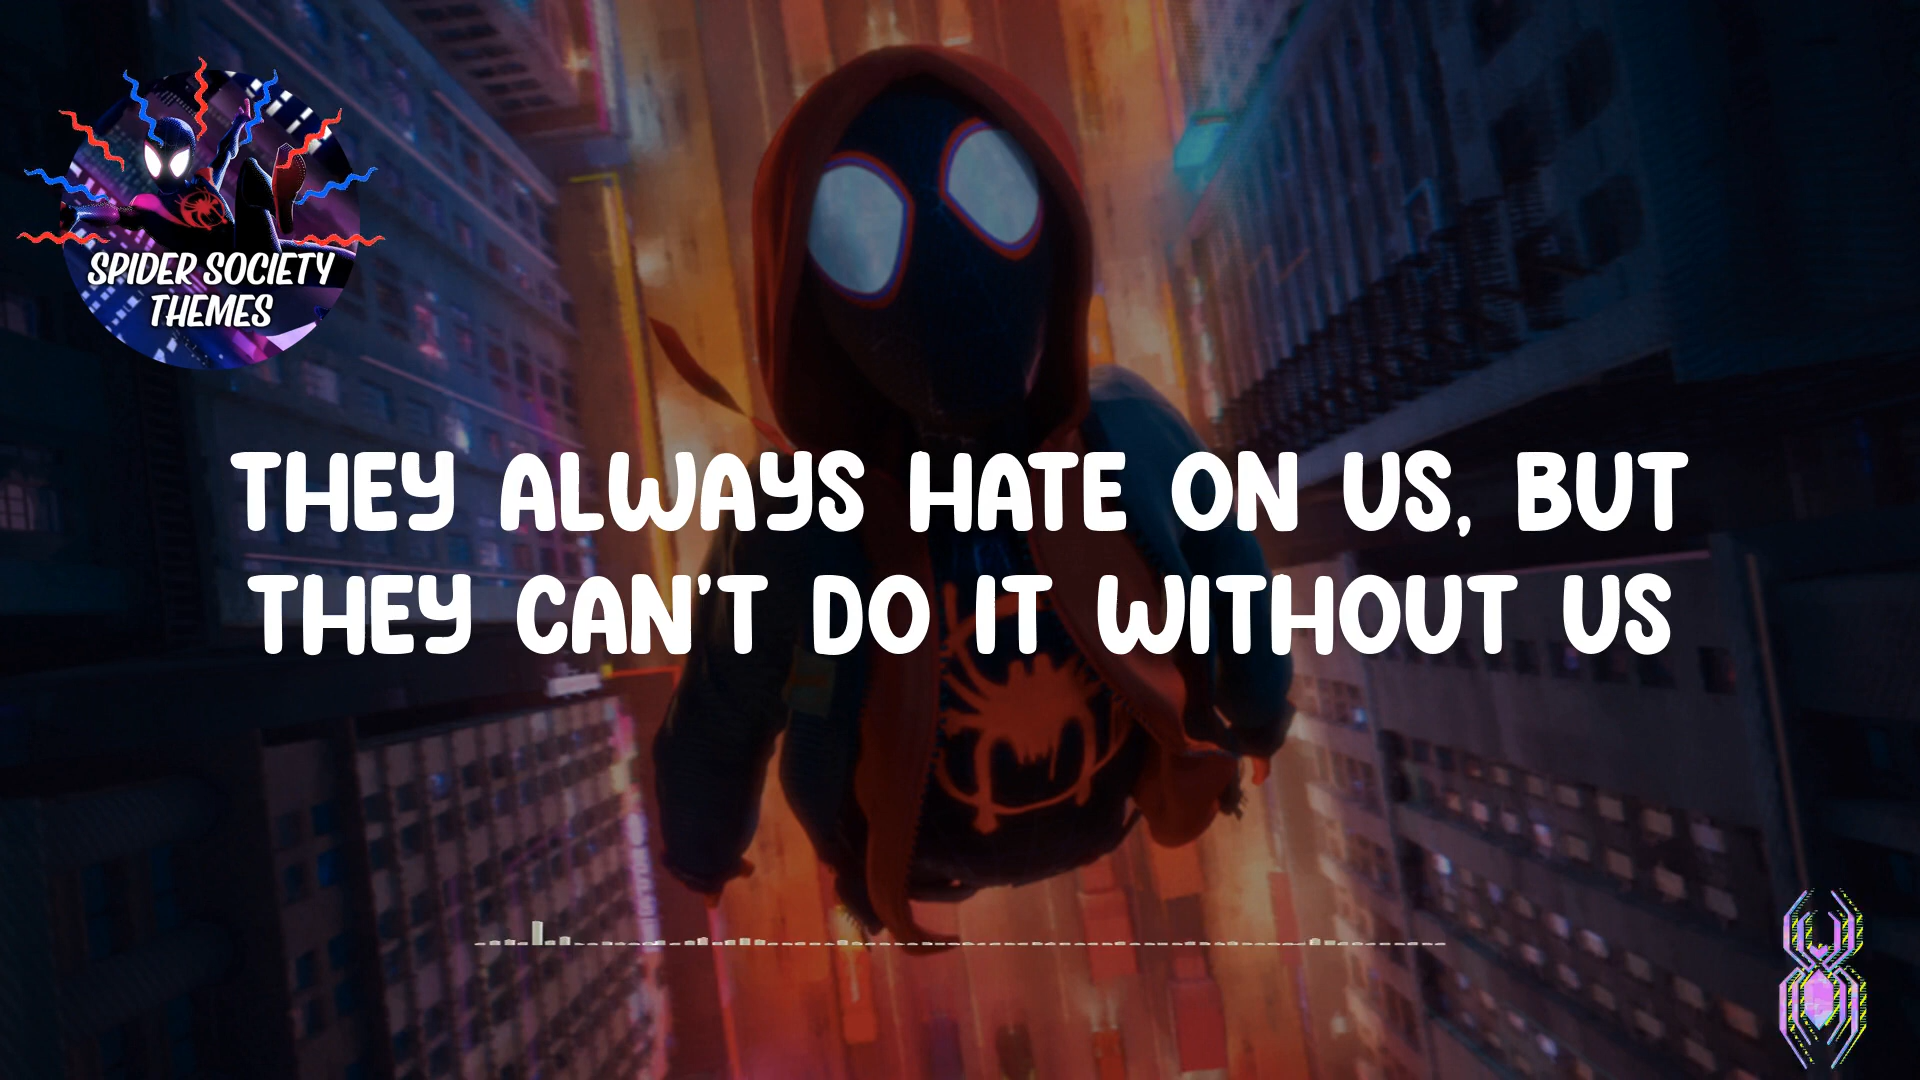 SPIDER SOCIETY
THEMES
THEY ALWAYS HATE ON US, BUT
THEY CAN'T DO IT WITHOUT US